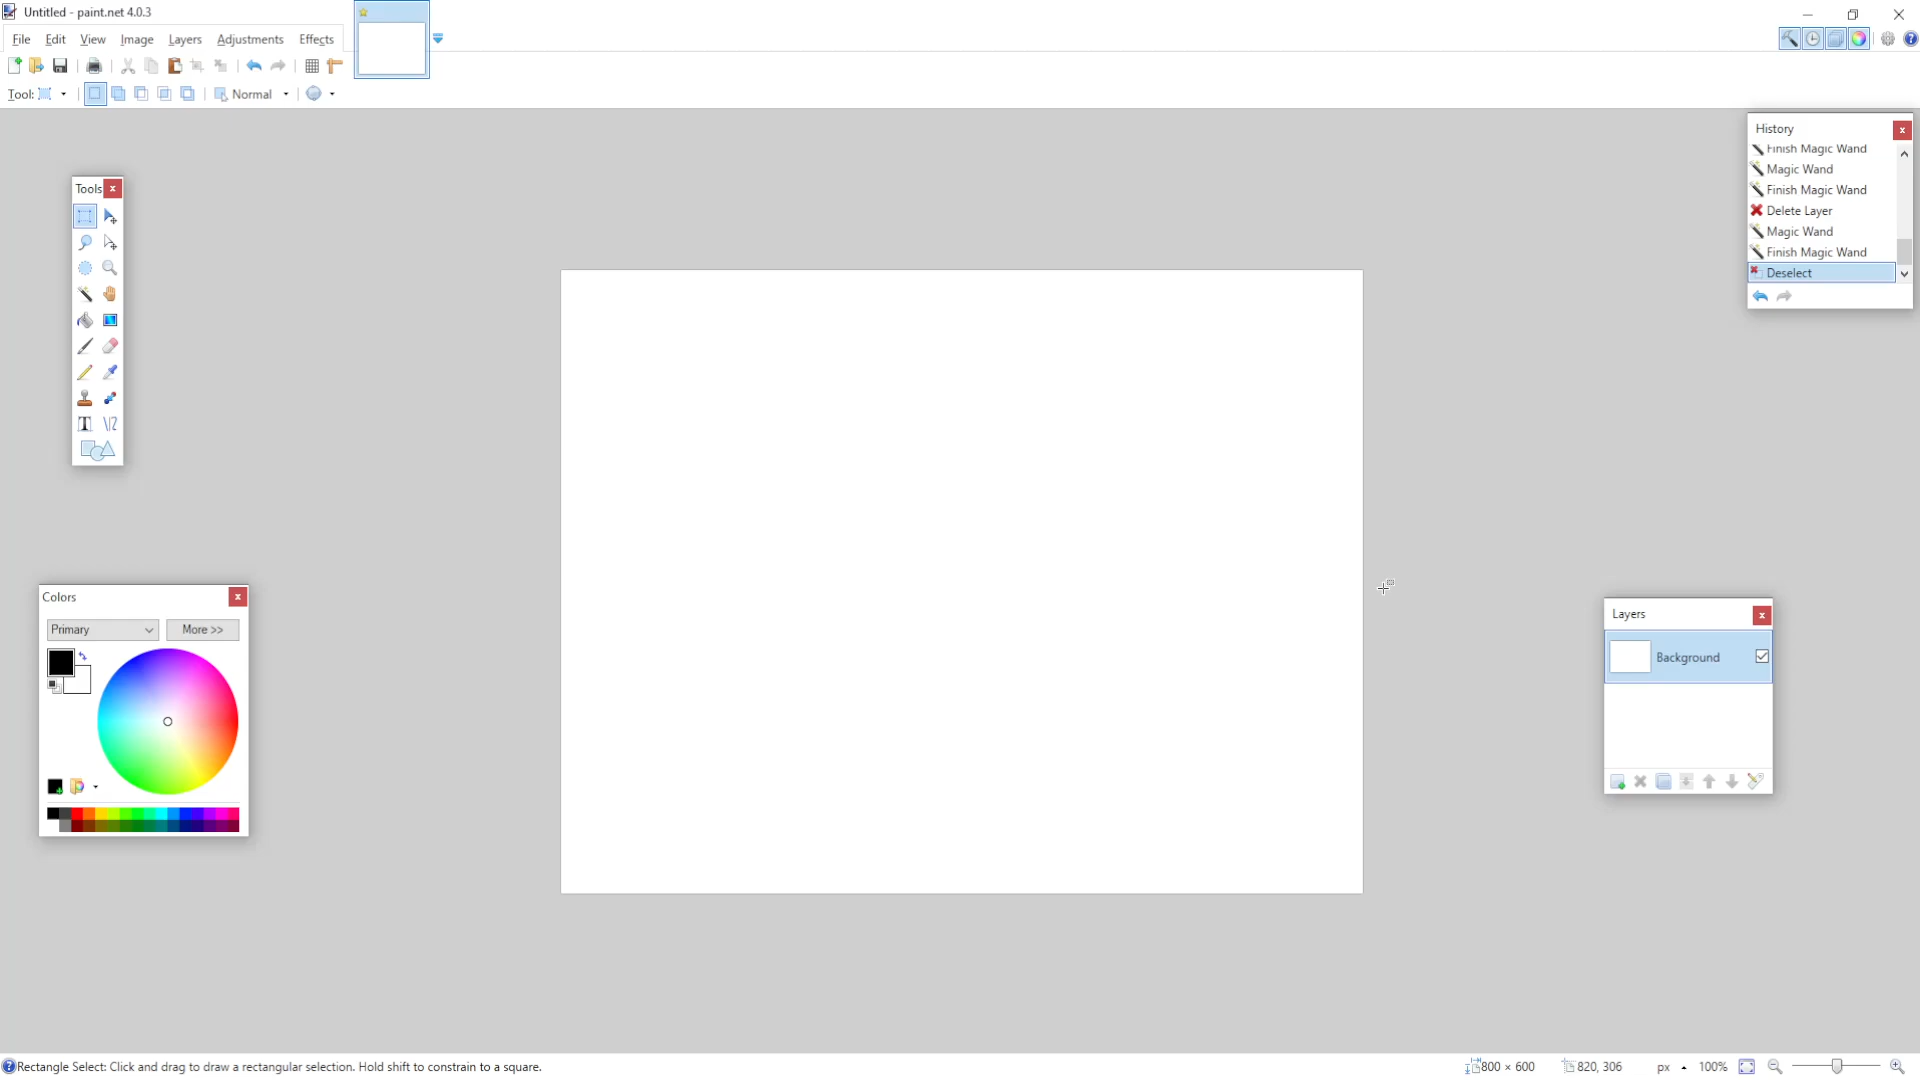 Untitled - paint.net 4.0.3
File Edit View Image Layers Adjustments Effects
Tool: Normal
History
Finish Magic Wand
Magic Wand
Finish Magic Wand
Delete Layer
Magic Wand
Finish Magic Wand
Deselect
Tools
Colors
Primary More >>
Layers
Background
Rectangle Select: Click and drag to draw a rectangular selection. Hold shift to constrain to a square.
800 × 600 820, 306 px 100%